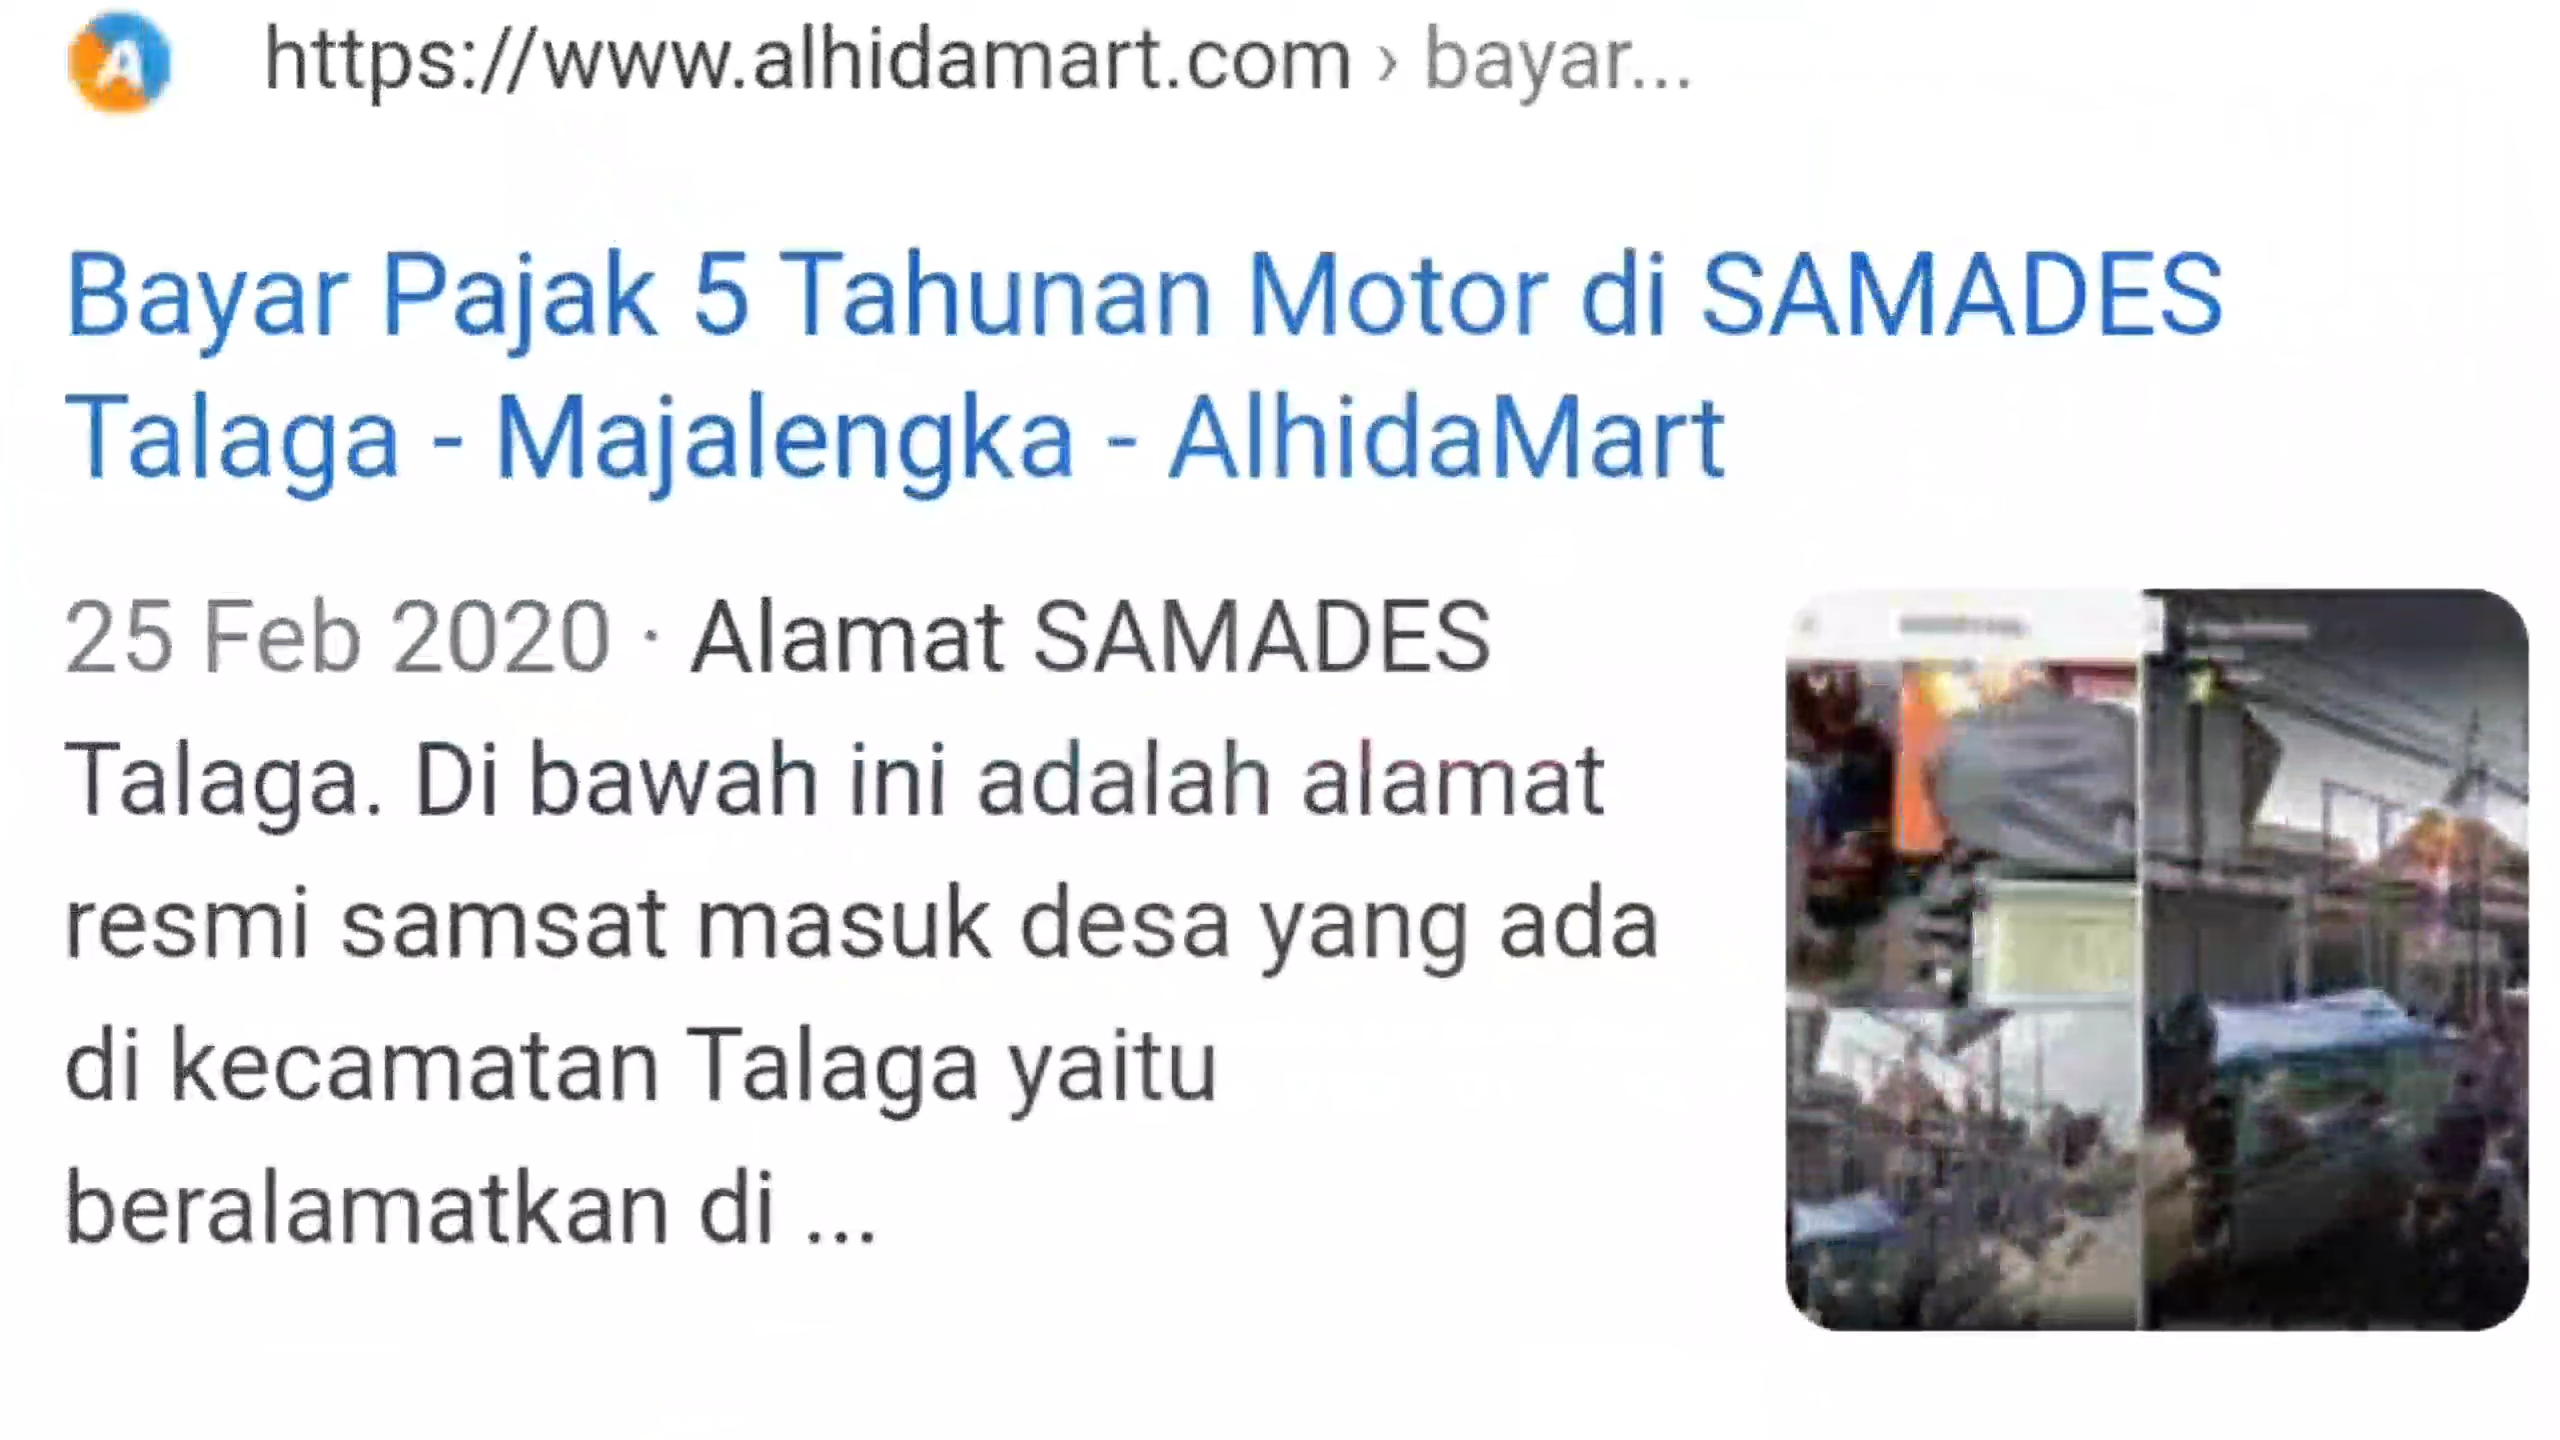 A
https://www.alhidamart.com › bayar...
Bayar Pajak 5 Tahunan Motor di SAMADES
Talaga - Majalengka - AlhidaMart
25 Feb 2020 · Alamat SAMADES
Talaga. Di bawah ini adalah alamat
resmi samsat masuk desa yang ada
di kecamatan Talaga yaitu
beralamatkan di ...